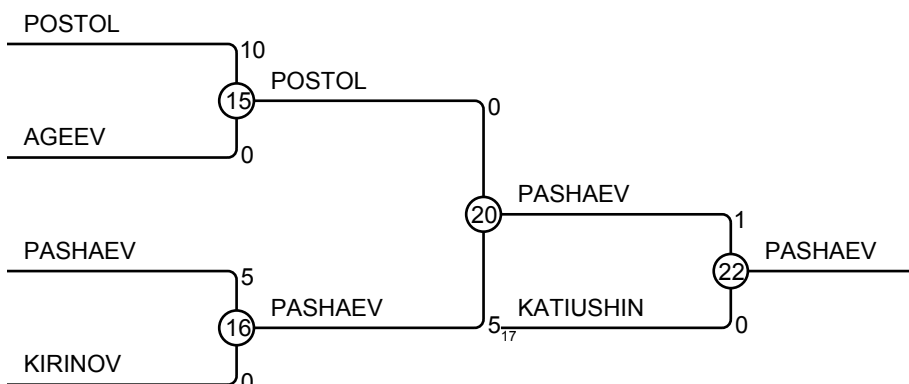 POSTOL
10
15
POSTOL
0
AGEEV
0
20
PASHAEV
1
PASHAEV
5
22
PASHAEV
16
PASHAEV
5
17
KATIUSHIN
0
KIRINOV
0